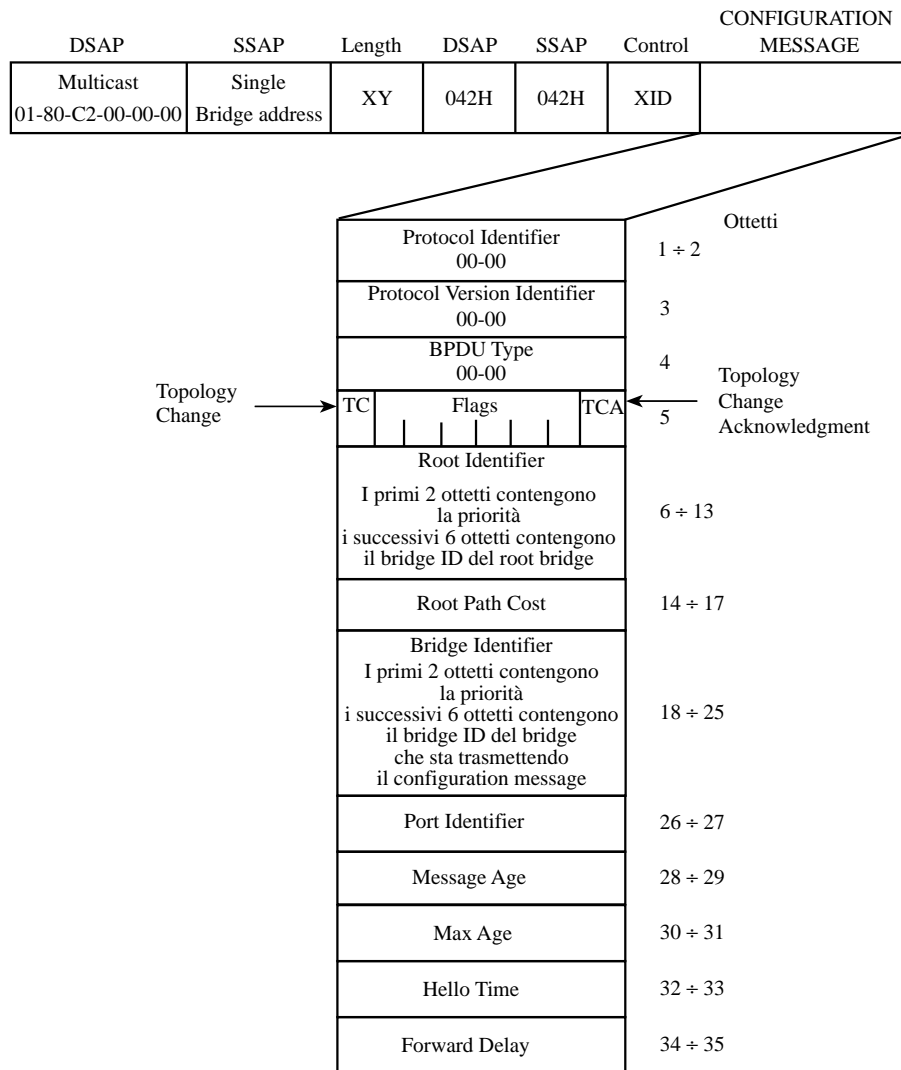 CONFIGURATION
MESSAGE
DSAP SSAP Length DSAP SSAP Control
Multicast
01-80-C2-00-00-00
Single
Bridge address
XY
042H
042H
XID
Ottetti
Protocol Identifier
00-00
1 ÷ 2
Protocol Version Identifier
00-00
3
BPDU Type
00-00
4
Topology
Change
TC
Flags
TCA
5
Topology
Change
Acknowledgment
Root Identifier
I primi 2 ottetti contengono
la priorità
i successivi 6 ottetti contengono
il bridge ID del root bridge
6 ÷ 13
Root Path Cost
14 ÷ 17
Bridge Identifier
I primi 2 ottetti contengono
la priorità
i successivi 6 ottetti contengono
il bridge ID del bridge
che sta trasmettendo
il configuration message
18 ÷ 25
Port Identifier
26 ÷ 27
Message Age
28 ÷ 29
Max Age
30 ÷ 31
Hello Time
32 ÷ 33
Forward Delay
34 ÷ 35